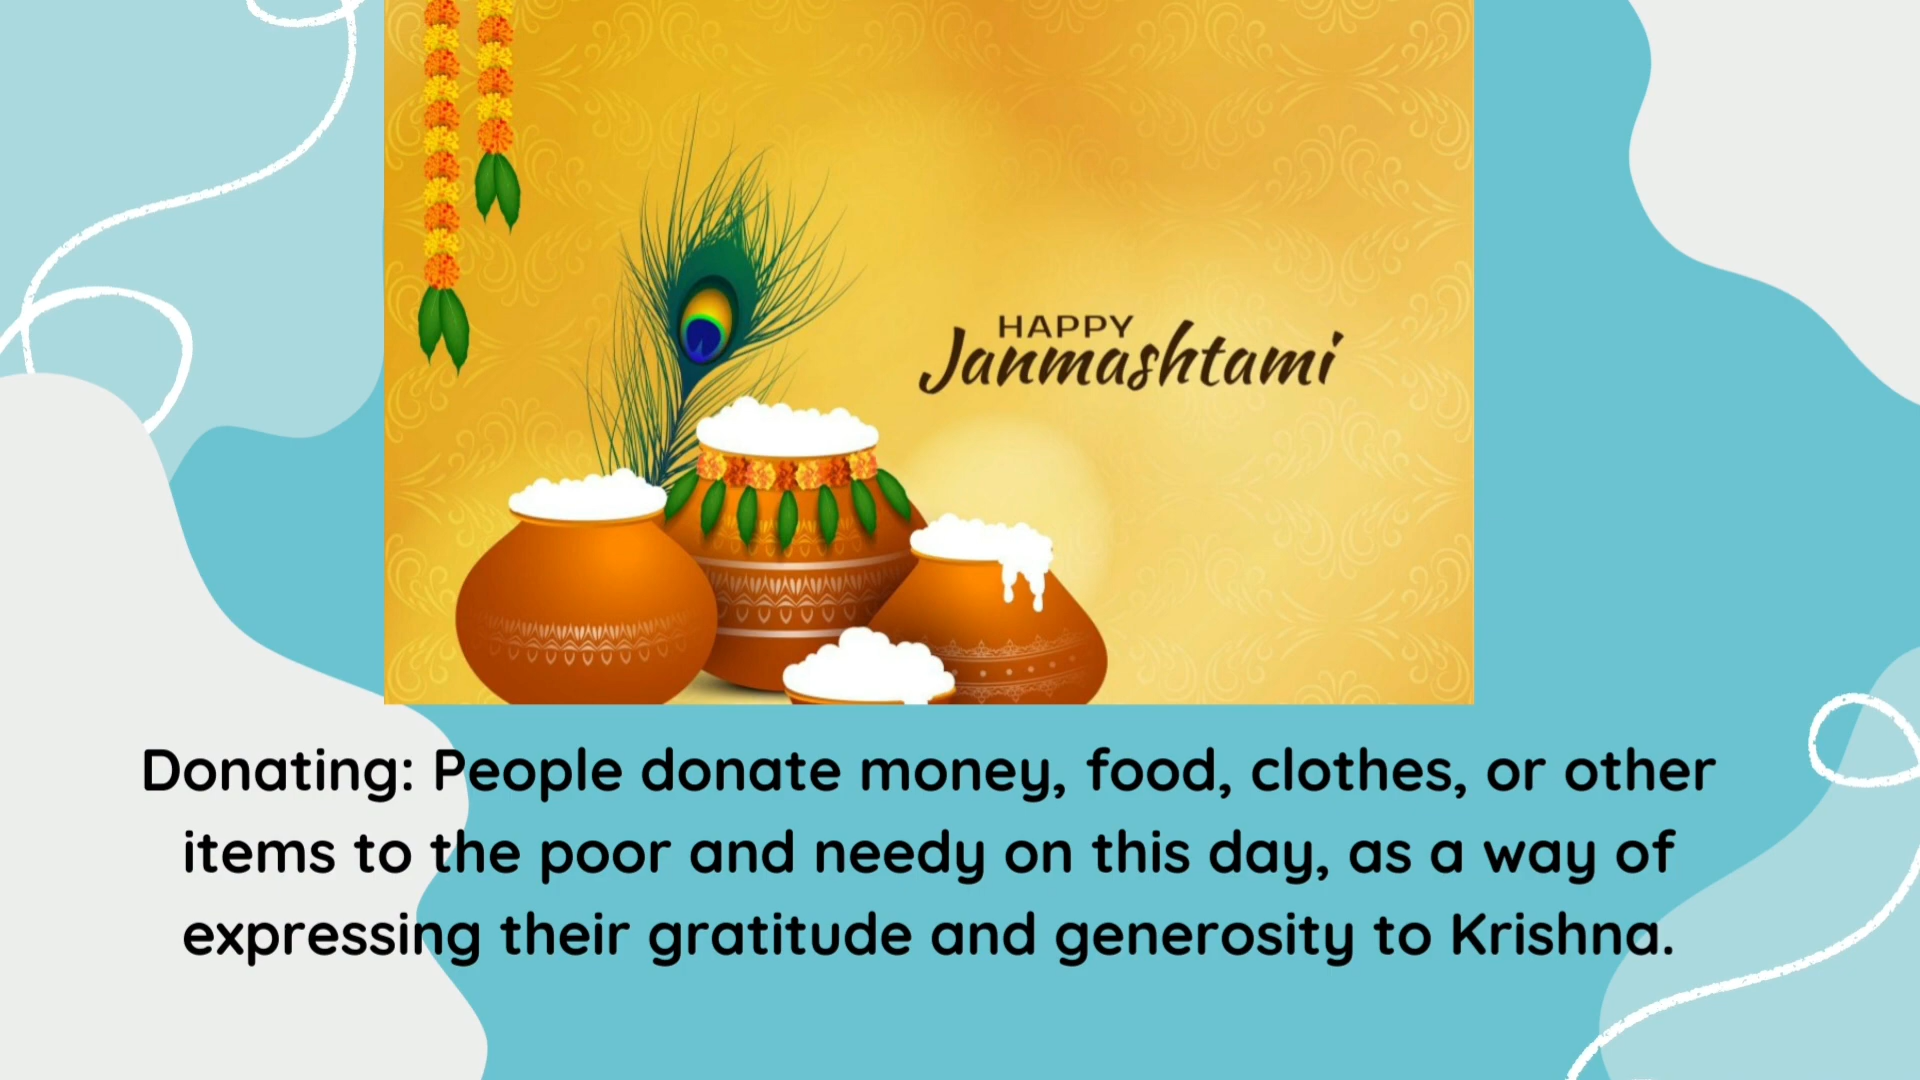 HAPPY
Janmashtami
Donating: People donate money, food, clothes, or other
items to the poor and needy on this day, as a way of
expressing their gratitude and generosity to Krishna.